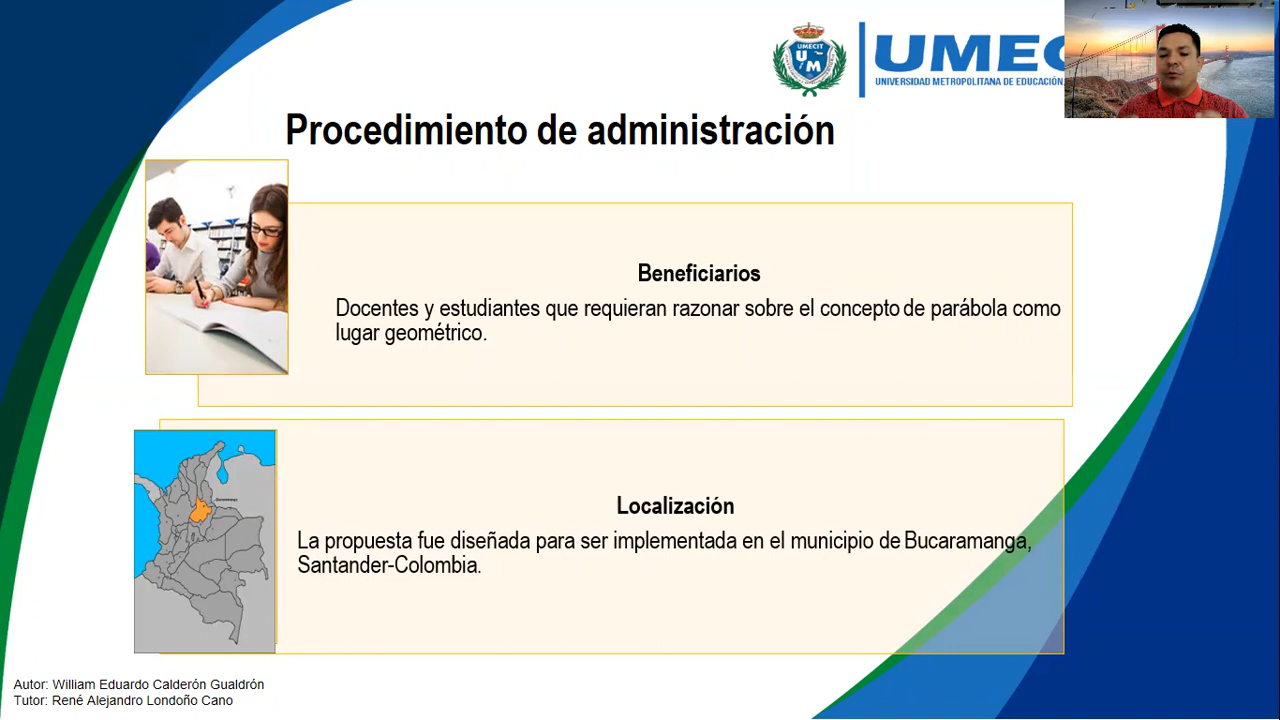 UMECIT
UM
UMEC
UNIVERSIDAD METROPOLITANA DE EDUCACIÓN,
Procedimiento de administración
Beneficiarios
Docentes y estudiantes que requieran razonar sobre el concepto de parábola como
lugar geométrico.
Localización
La propuesta fue diseñada para ser implementada en el municipio de Bucaramanga,
Santander-Colombia.
Autor: William Eduardo Calderón Gualdrón
Tutor: René Alejandro Londoño Cano